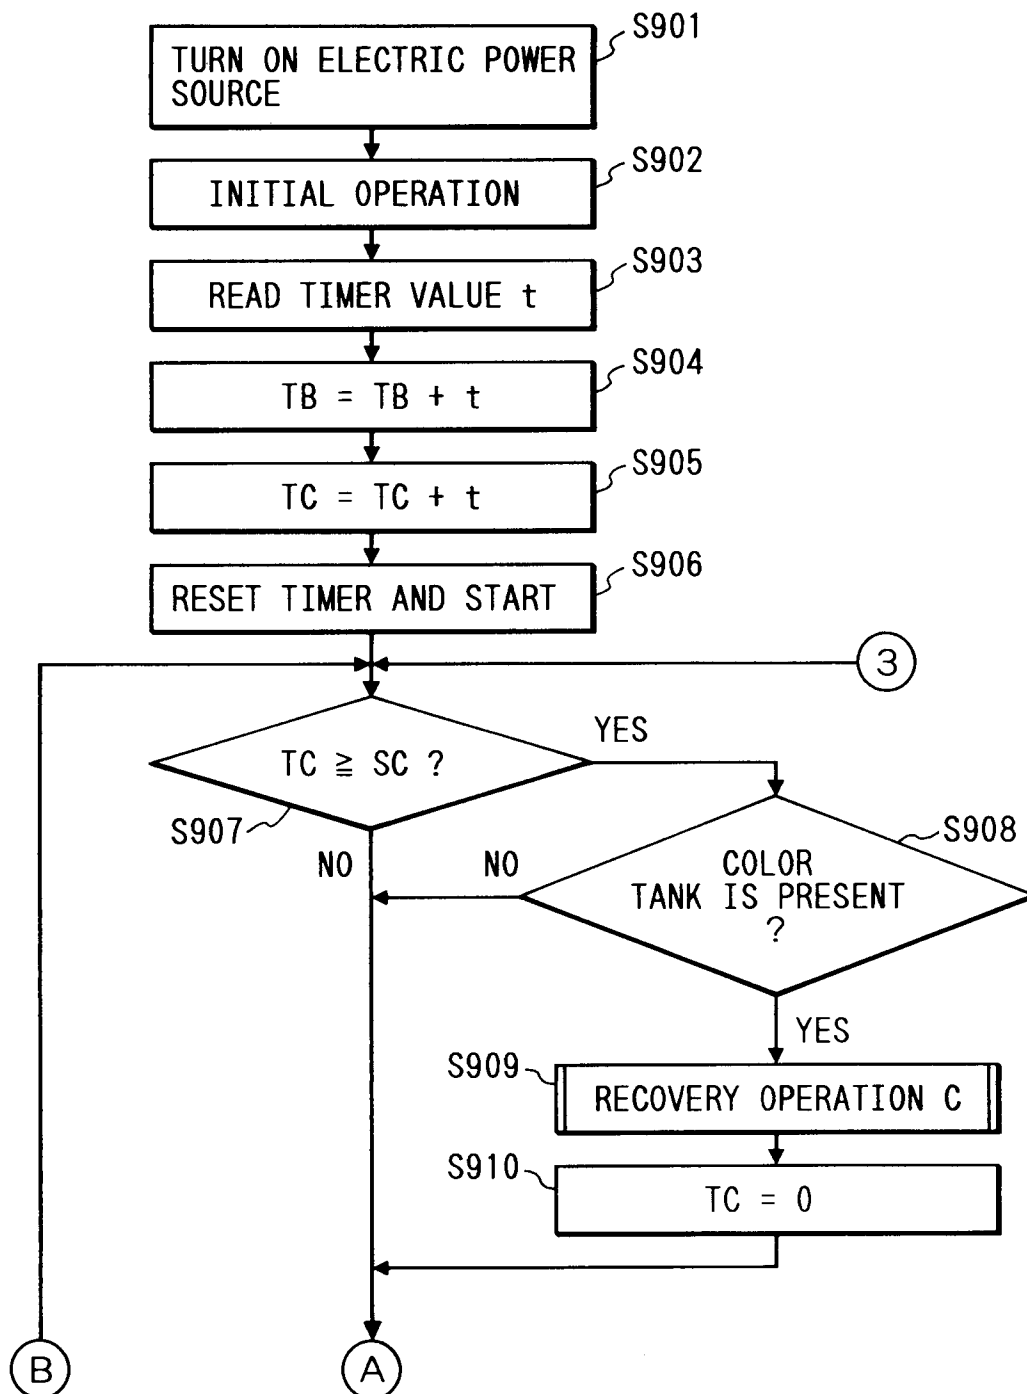 S901
TURN ON ELECTRIC POWER
SOURCE
S902
INITIAL OPERATION
S903
READ TIMER VALUE t
S904
TB = TB + t
S905
TC = TC + t
S906
RESET TIMER AND START
3
TC ≧ SC ?
YES
S907
NO
S908
COLOR
TANK IS PRESENT
?
NO
YES
S909
RECOVERY OPERATION C
S910
TC = 0
B
A